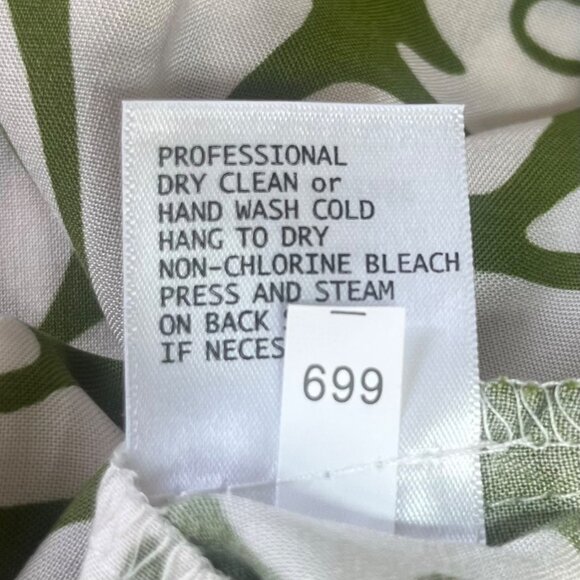 PROFESSIONAL
DRY CLEAN or
HAND WASH COLD
HANG TO DRY
NON-CHLORINE BLEACH
PRESS AND STEAM
ON BACK
IF NECES
699